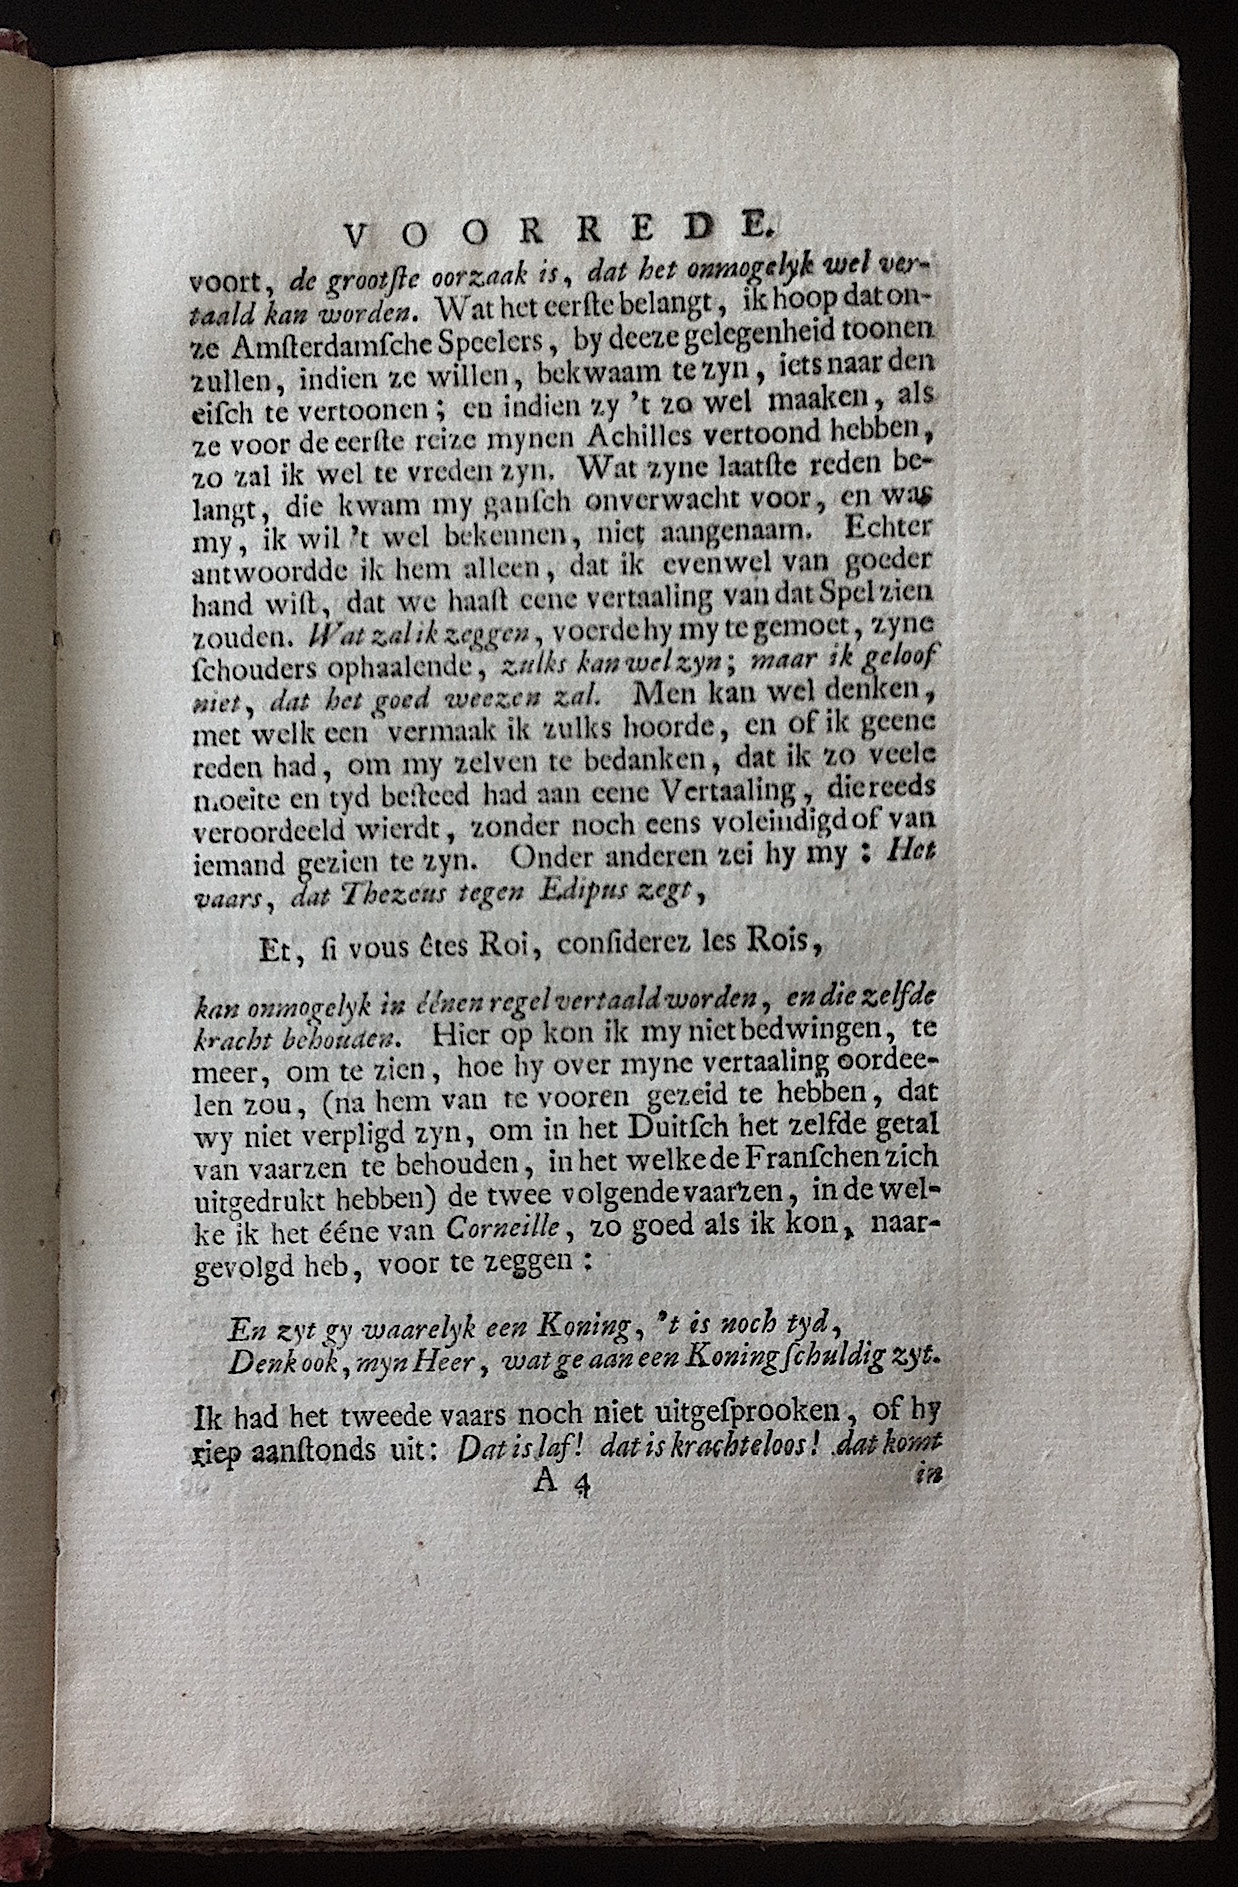 VOORREDE.
voort, de grootſte oorzaak is, dat het onmogelyk wel ver-
taald kan worden. Wat het eerſte belangt, ik hoop dat on-
ze Amſterdamſche Speelers, by deeze gelegenheid toonen
zullen, indien ze willen, bekwaam te zyn, iets naar den
eiſch te vertoonen; en indien zy 't zo wel maaken, als
ze voor de eerſte reize mynen Achilles vertoond hebben,
zo zal ik wel te vreden zyn. Wat zyne laatſte reden be-
langt, die kwam my ganſch onverwacht voor, en was
my, ik wil 't wel bekennen, niet aangenaam. Echter
antwoordde ik hem alleen, dat ik evenwel van goeder
hand wiſt, dat we haaſt eene vertaaling van dat Spel zien
zouden. Wat zal ik zeggen, voerde hy my te gemoet, zyne
ſchouders ophaalende, zulks kan wel zyn; maar ik geloof
niet, dat het goed weezen zal. Men kan wel denken,
met welk een vermaak ik zulks hoorde, en of ik geene
reden had, om my zelven te bedanken, dat ik zo veele
moeite en tyd beſteed had aan eene Vertaaling, die reeds
veroordeeld wierdt, zonder noch eens voleindigd of van
iemand gezien te zyn. Onder anderen zei hy my: Het
vaars, dat Thezeus tegen Edipus zegt,
Et, ſi vous êtes Roi, conſiderez les Rois,
kan onmogelyk in éénen regel vertaald worden, en die zelfde
kracht behouden. Hier op kon ik my niet bedwingen, te
meer, om te zien, hoe hy over myne vertaaling oordee-
len zou, (na hem van te vooren gezeid te hebben, dat
wy niet verpligd zyn, om in het Duitſch het zelfde getal
van vaarzen te behouden, in het welke de Franſchen zich
uitgedrukt hebben) de twee volgende vaarzen, in de wel-
ke ik het ééne van Corneille, zo goed als ik kon, naar-
gevolgd heb, voor te zeggen:
En zyt gy waarelyk een Koning, 't is noch tyd,
Denk ook, myn Heer, wat ge aan een Koning ſchuldig zyt.
Ik had het tweede vaars noch niet uitgeſprooken, of hy
riep aanſtonds uit: Dat is laf! dat is krachteloos! dat komt
A 4 in